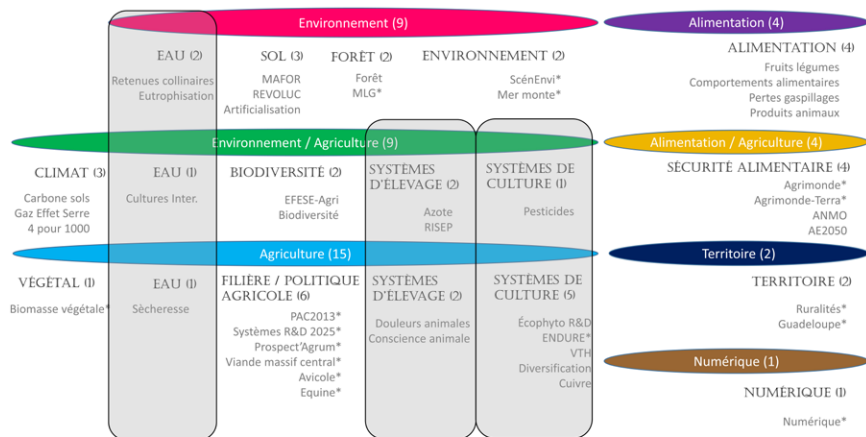 Environnement (9)
EAU (2)
Retenues collinaires
Eutrophisation
SOL (3)
MAFOR
REVOLUC
Artificialisation
FORÊT (2)
Forêt
MLG*
ENVIRONNEMENT (2)
ScénEnvi*
Mer monte*
Alimentation (4)
ALIMENTATION (4)
Fruits légumes
Comportements alimentaires
Pertes gaspillages
Produits animaux
Environnement / Agriculture (9)
CLIMAT (3)
Carbone sols
Gaz Effet Serre
4 pour 1000
EAU (1)
Cultures Inter.
BIODIVERSITÉ (2)
EFESE-Agri
Biodiversité
SYSTÈMES
D'ÉLEVAGE (2)
Azote
RISEP
SYSTÈMES DE
CULTURE (1)
Pesticides
Alimentation / Agriculture (4)
SÉCURITÉ ALIMENTAIRE (4)
Agrimonde*
Agrimonde-Terra*
ANMO
AE2050
Agriculture (15)
VÉGÉTAL (1)
Biomasse végétale*
EAU (1)
Sècheresse
FILIÈRE / POLITIQUE
AGRICOLE (6)
PAC2013*
Systèmes R&D 2025*
Prospect'Agrum*
Viande massif central*
Avicole*
Equine*
SYSTÈMES
D'ÉLEVAGE (2)
Douleurs animales
Conscience animale
SYSTÈMES DE
CULTURE (5)
Écophyto R&D
ENDURE*
VTH
Diversification
Cuivre
Territoire (2)
TERRITOIRE (2)
Ruralités*
Guadeloupe*
Numérique (1)
NUMÉRIQUE (1)
Numérique*